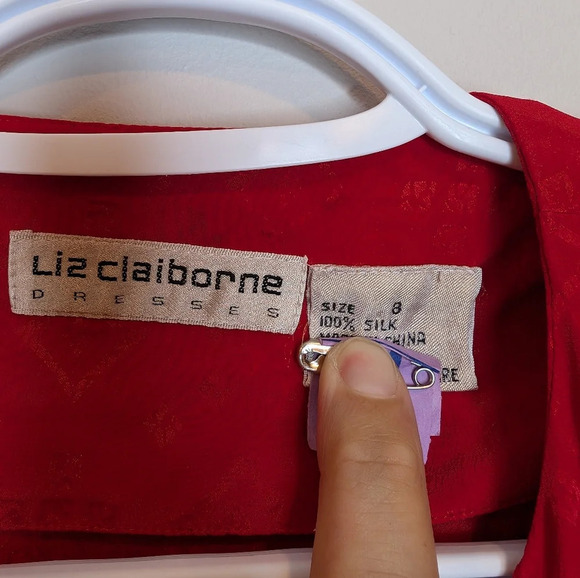 Liz claiborne
DRESSES
SIZE 8
100% SILK
CHINA